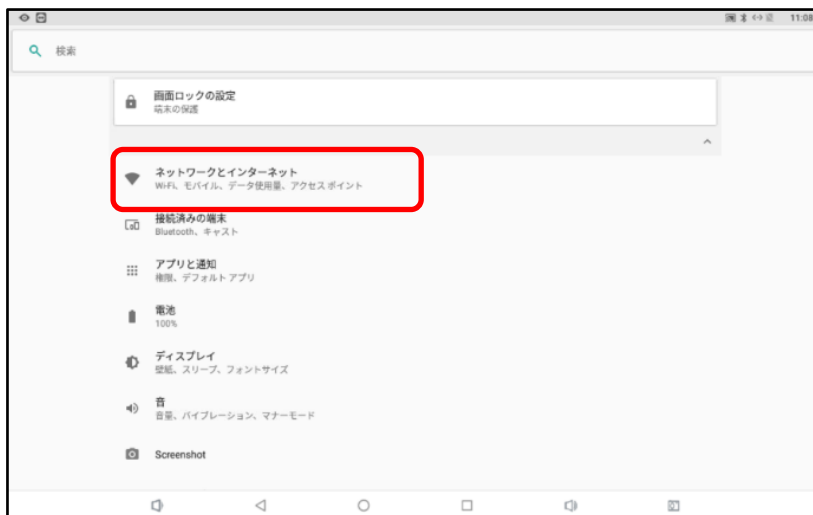 11:08
検索
画面ロックの設定
端末の保護
ネットワークとインターネット
Wi-Fi、モバイル、データ使用量、アクセス ポイント
接続済みの端末
Bluetooth、キャスト
アプリと通知
権限、デフォルト アプリ
電池
100%
ディスプレイ
壁紙、スリープ、フォントサイズ
音
音量、バイブレーション、マナーモード
Screenshot